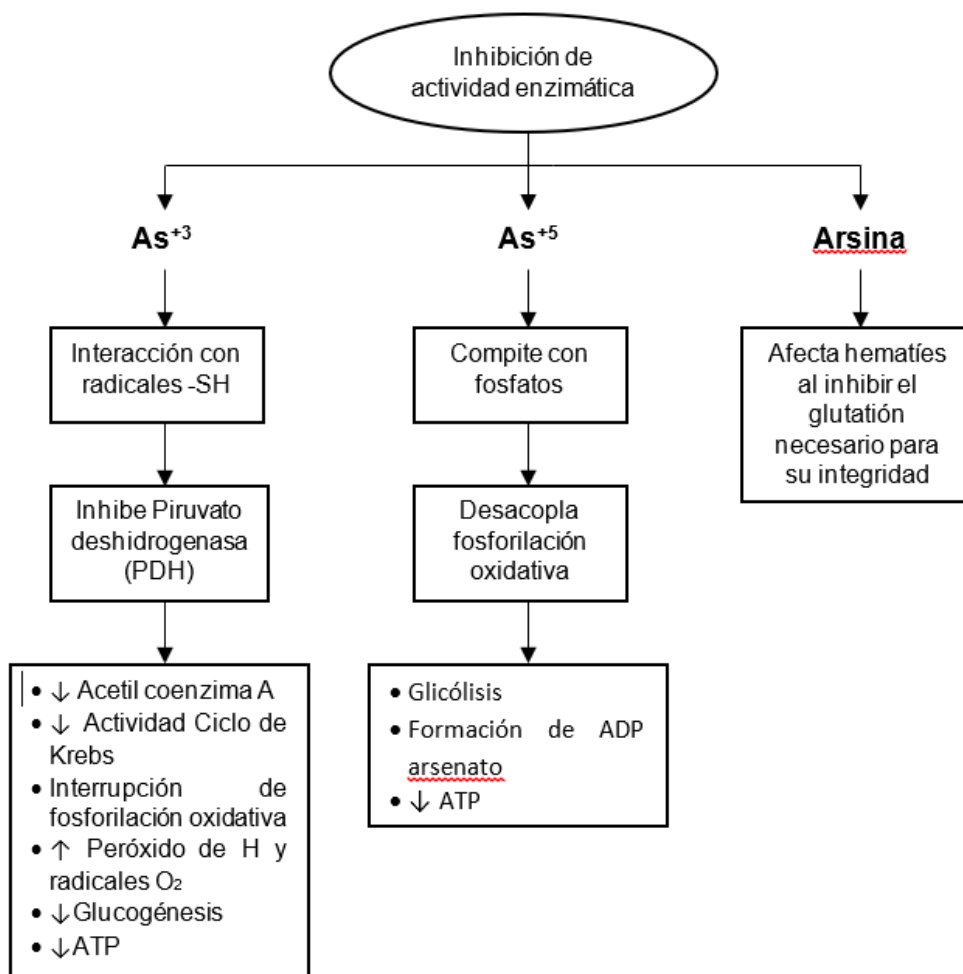 Inhibición de
actividad enzimática
As⁺³
As⁺⁵
Arsina
Interacción con
radicales -SH
Compite con
fosfatos
Afecta hematíes
al inhibir el
glutatión
necesario para
su integridad
Inhibe Piruvato
deshidrogenasa
(PDH)
Desacopla
fosforilación
oxidativa
• ↓ Acetil coenzima A
• ↓ Actividad Ciclo de
Krebs
• Interrupción de
fosforilación oxidativa
• ↑ Peróxido de H y
radicales O₂
• ↓Glucogénesis
• ↓ATP
• Glicólisis
• Formación de ADP
arsenato
• ↓ ATP